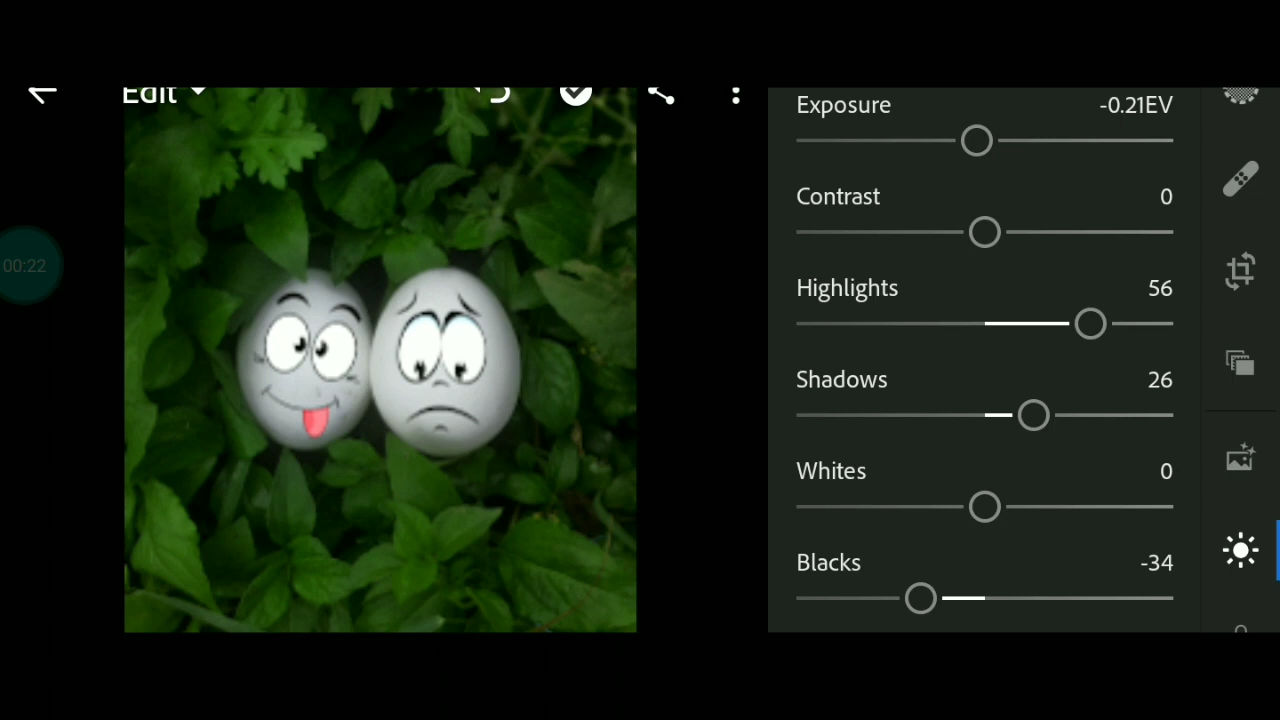 Edit
Exposure -0.21EV
Contrast 0
00:22
Highlights 56
Shadows 26
Whites 0
Blacks -34